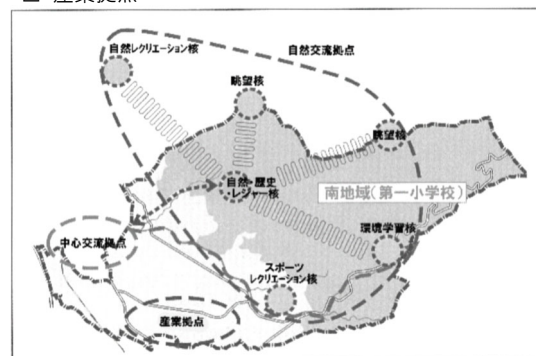 自然レクリエーション核
自然交流拠点
眺望核
眺望核
自然・歴史
・レジャー核
南地域(第一小学校)
中心交流拠点
環境学習核
スポーツ
レクリエーション核
産業拠点